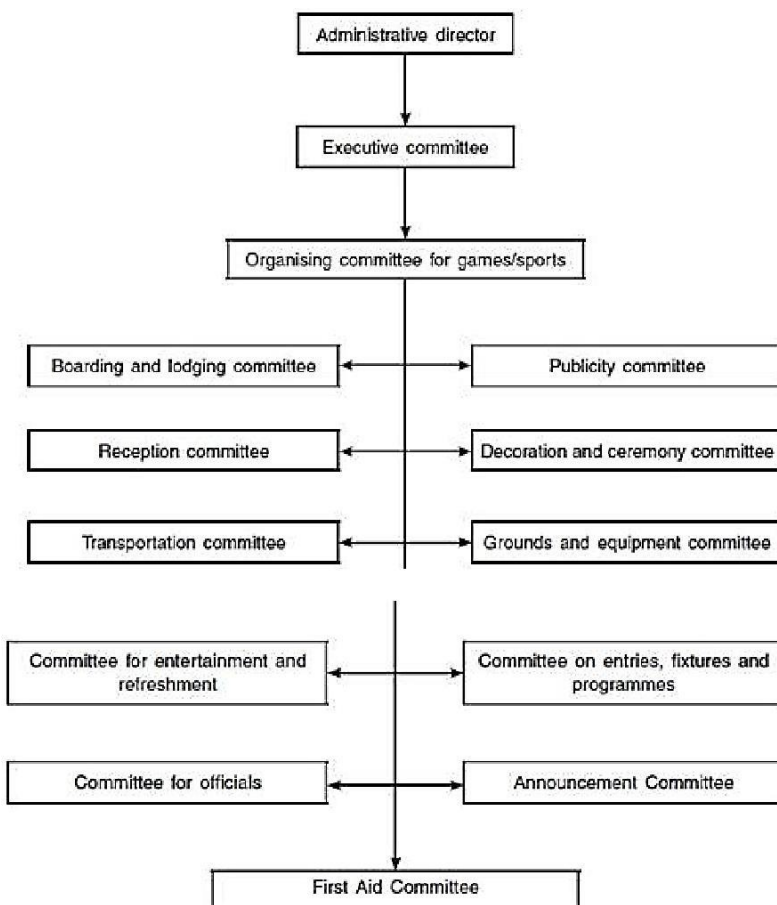 Administrative director
Executive committee
Organising committee for games/sports
Boarding and lodging committee
Publicity committee
Reception committee
Decoration and ceremony committee
Transportation committee
Grounds and equipment committee
Committee for entertainment and
refreshment
Committee on entries, fixtures and
programmes
Committee for officials
Announcement Committee
First Aid Committee